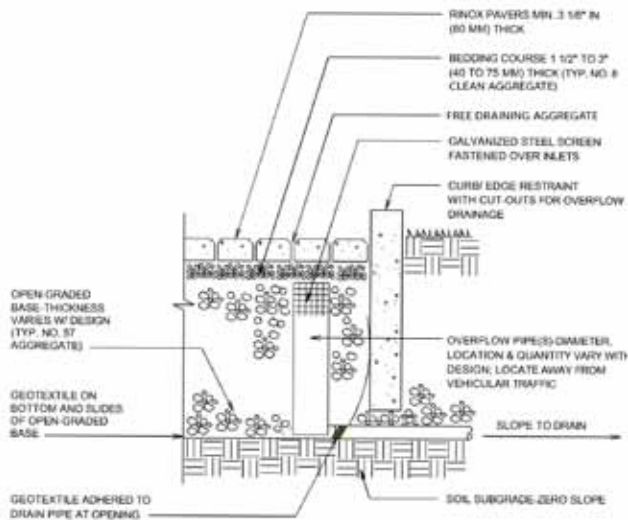 RINOX PAVERS MIN. 3 1/8" IN
(80 MM) THICK
BEDDING COURSE 1 1/2" TO 3"
(40 TO 75 MM) THICK (TYP. NO. 8
CLEAN AGGREGATE)
FREE DRAINING AGGREGATE
GALVANIZED STEEL SCREEN
FASTENED OVER INLETS
CURB/ EDGE RESTRAINT
WITH CUT-OUTS FOR OVERFLOW
DRAINAGE
OPEN-GRADED
BASE-THICKNESS
VARIES W/ DESIGN
(TYP. NO. 57
AGGREGATE)
OVERFLOW PIPE(S)-DIAMETER,
LOCATION & QUANTITY VARY WITH
DESIGN; LOCATE AWAY FROM
VEHICULAR TRAFFIC
GEOTEXTILE ON
BOTTOM AND SLIDES
OF OPEN-GRADED
BASE
SLOPE TO DRAIN
GEOTEXTILE ADHERED TO
DRAIN PIPE AT OPENING
SOIL SUBGRADE-ZERO SLOPE